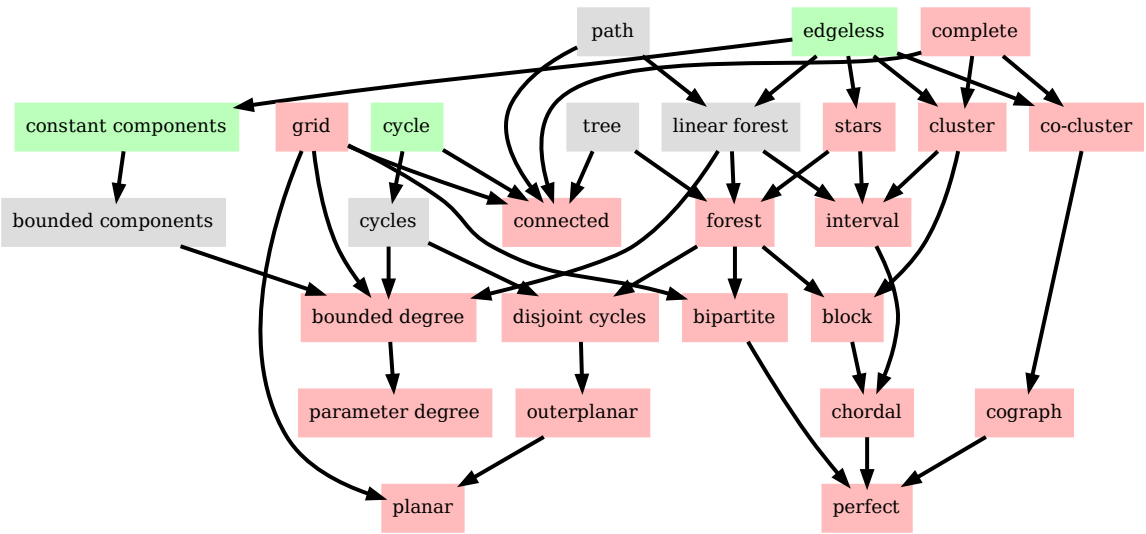 path
edgeless
complete
constant components
grid
cycle
tree
linear forest
stars
cluster
co-cluster
bounded components
cycles
connected
forest
interval
bounded degree
disjoint cycles
bipartite
block
parameter degree
outerplanar
chordal
cograph
planar
perfect